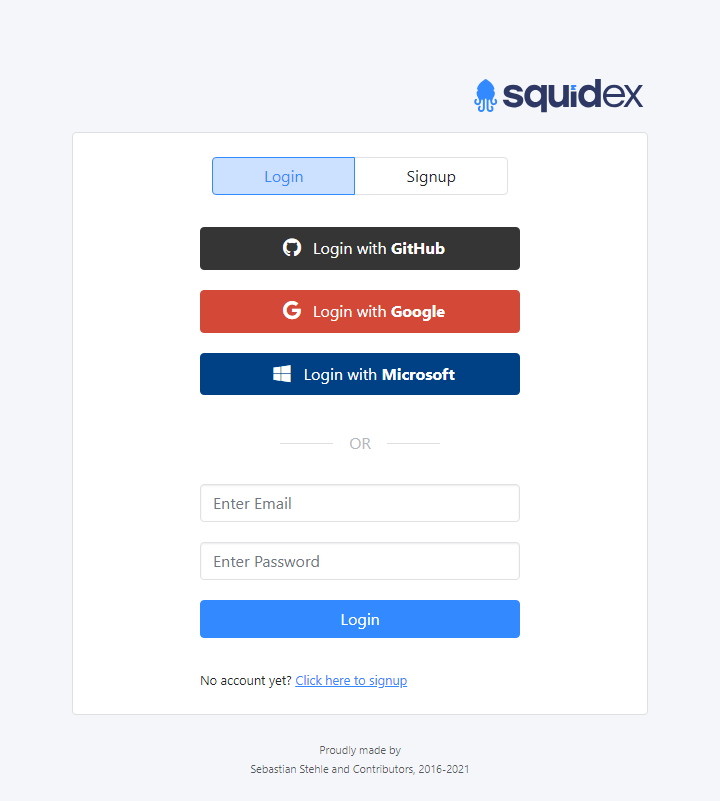 squidex
Login
Signup
Login with GitHub
Login with Google
Login with Microsoft
OR
Enter Email
Enter Password
Login
No account yet? Click here to signup
Proudly made by
Sebastian Stehle and Contributors, 2016-2021